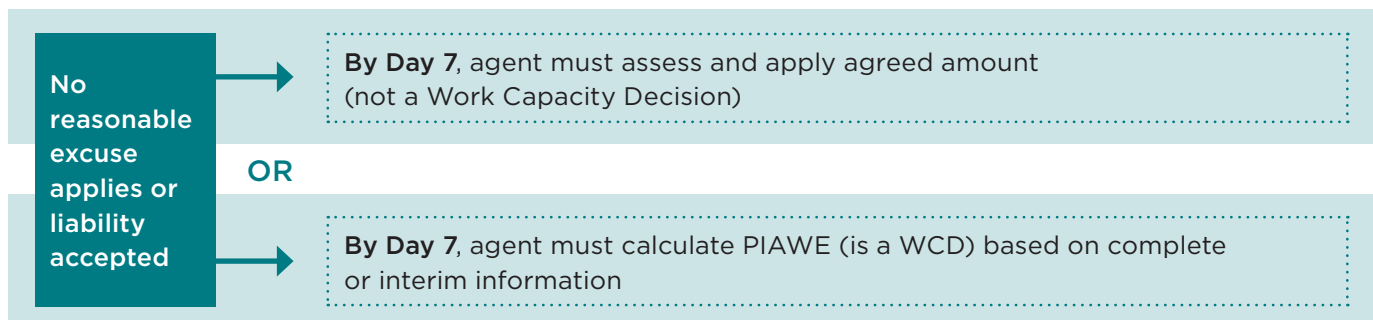 No
reasonable
excuse
applies or
liability
accepted
By Day 7, agent must assess and apply agreed amount
(not a Work Capacity Decision)
OR
By Day 7, agent must calculate PIAWE (is a WCD) based on complete
or interim information